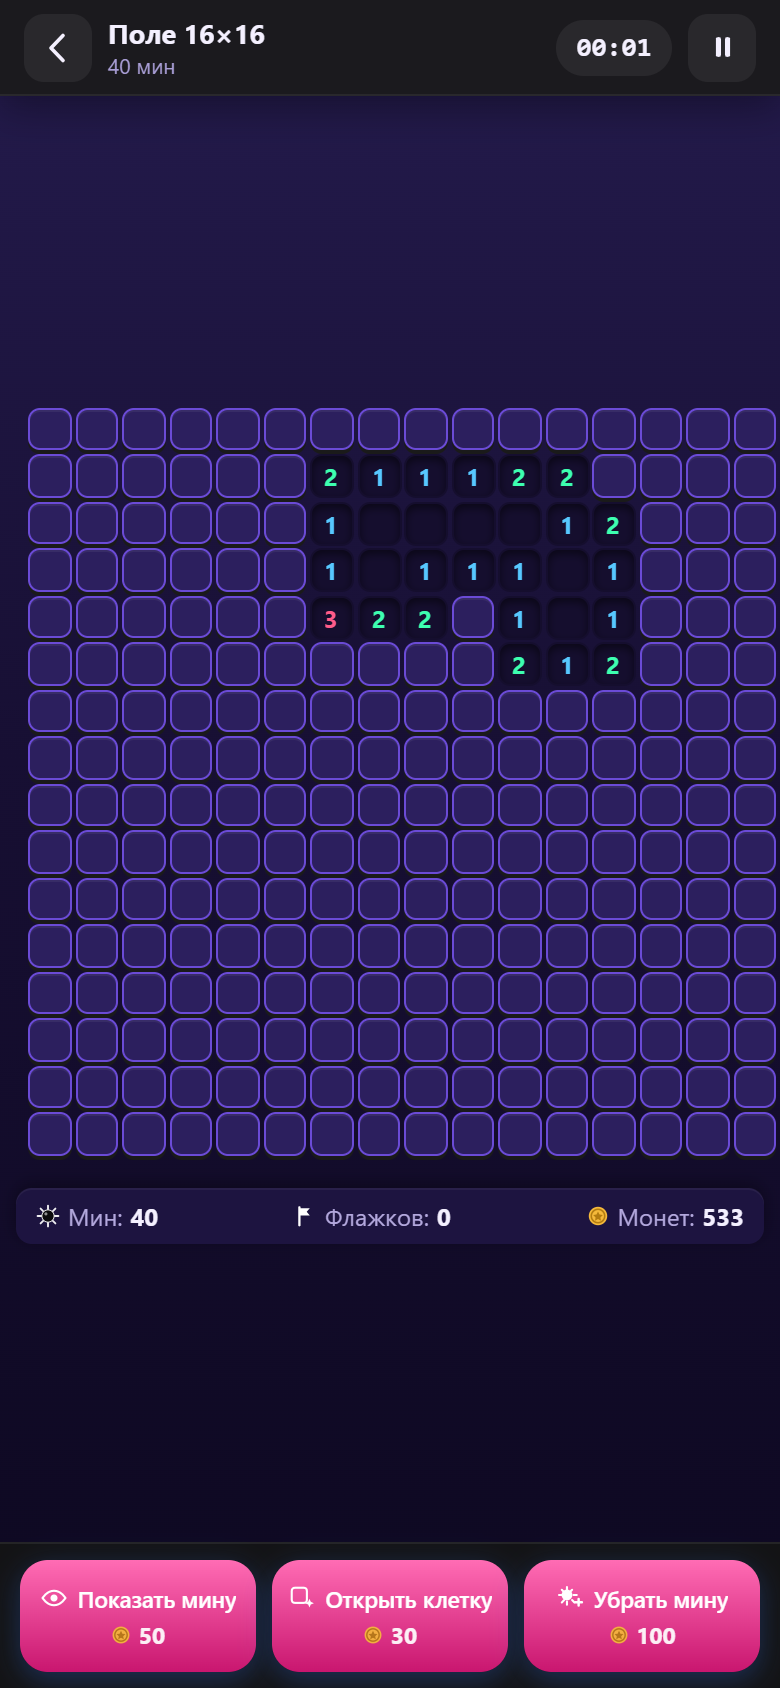 Поле 16×16
40 мин
00:01
2 1 1 1 2 2
1 1 2
1 1 1 1 1
3 2 2 1 1
2 1 2
Мин: 40 Флажков: 0 Монет: 533
Показать мину Открыть клетку Убрать мину
50 30 100